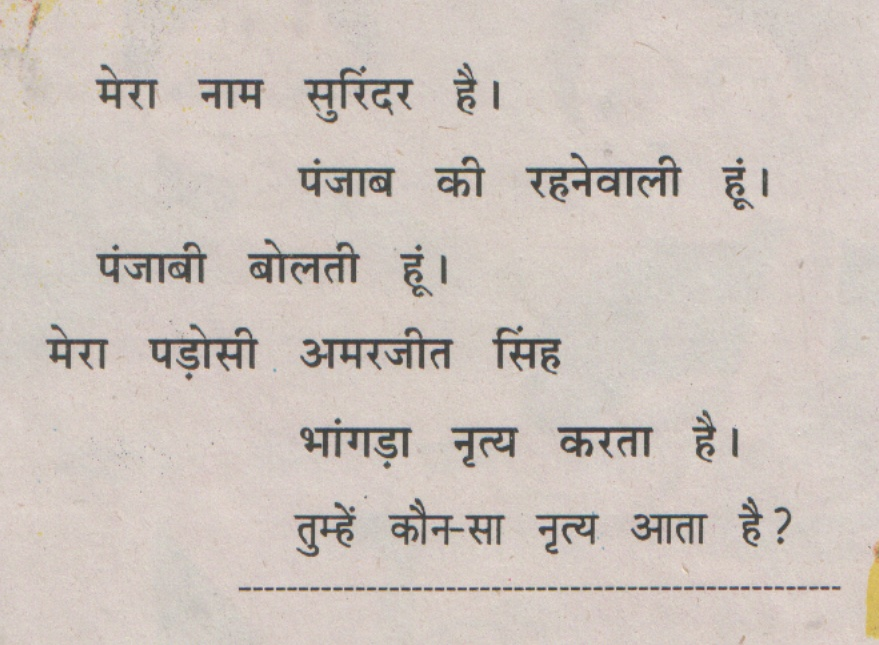 मेरा नाम सुरिंदर है।
पंजाब की रहनेवाली हूं।
पंजाबी बोलती हूं।
मेरा पड़ोसी अमरजीत सिंह
भांगड़ा नृत्य करता है।
तुम्हें कौन-सा नृत्य आता है?